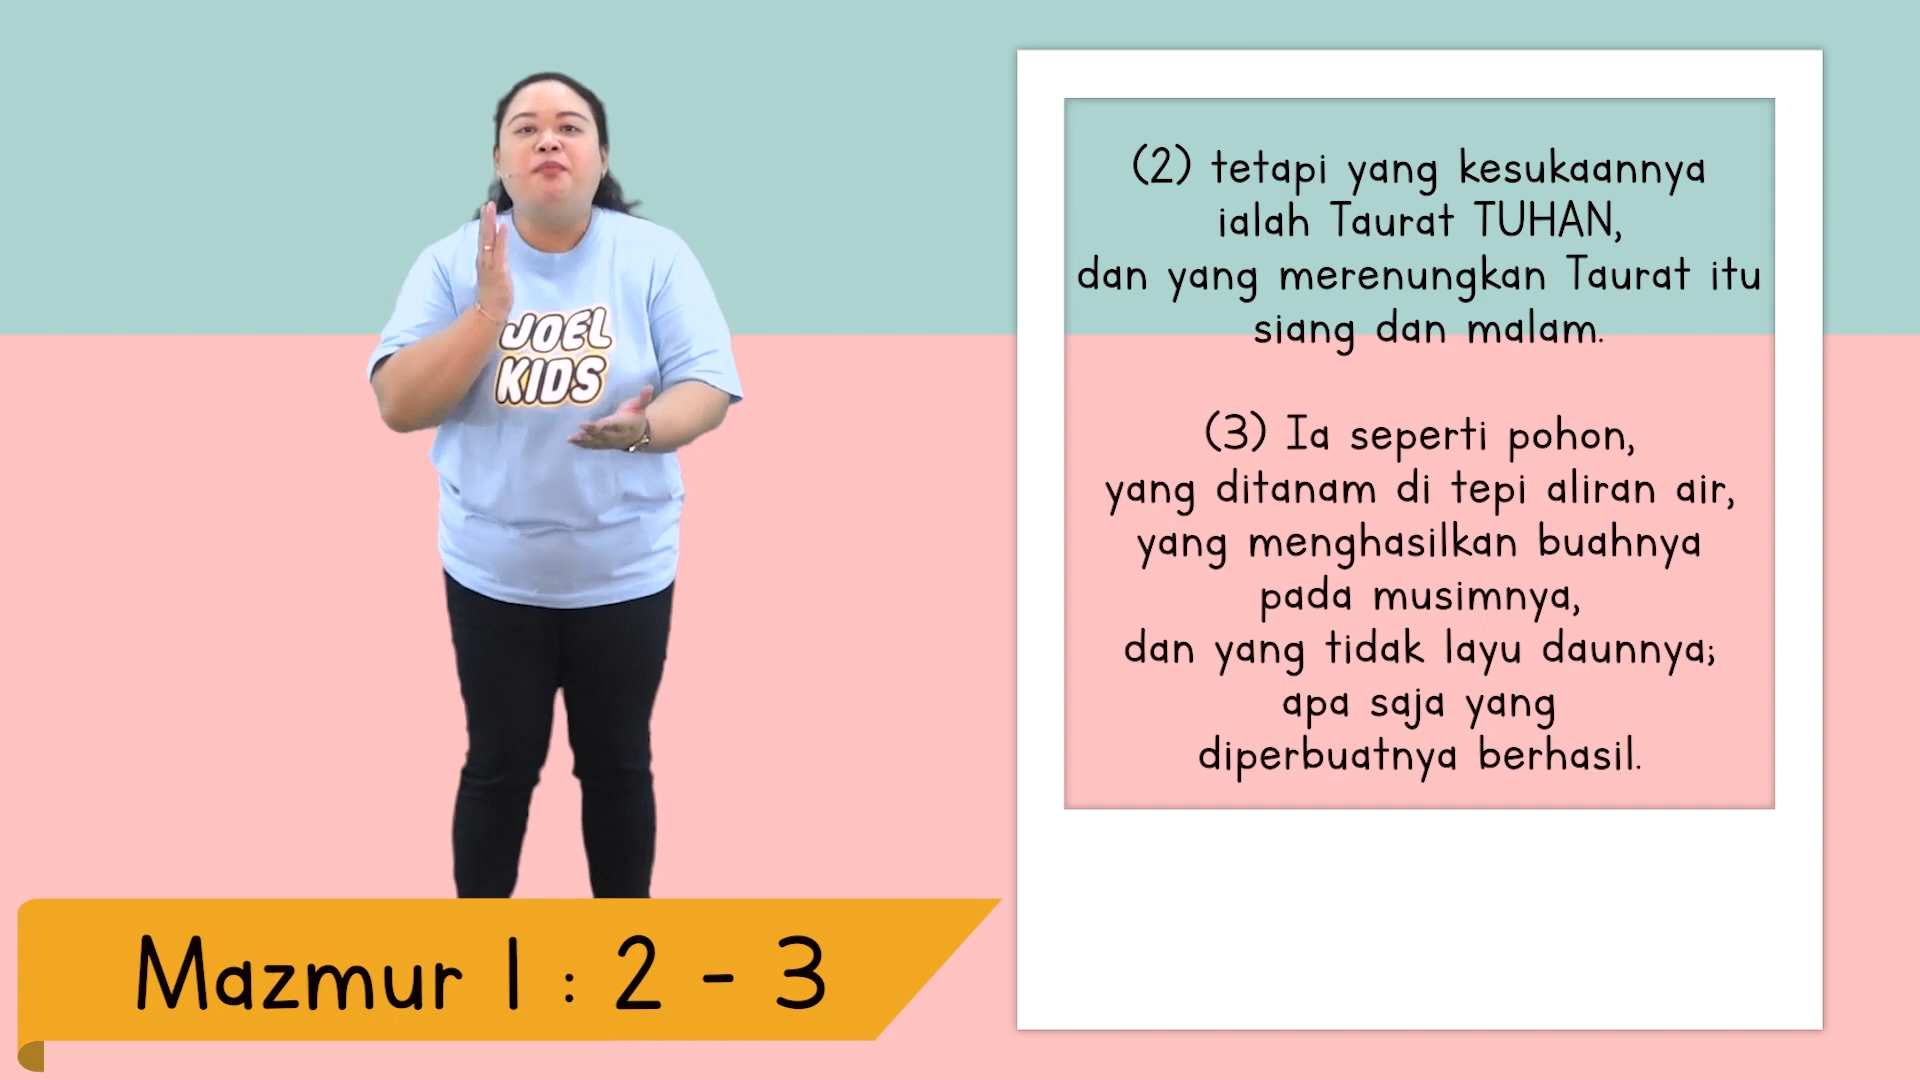 JOEL
KIDS
(2) tetapi yang kesukaannya
ialah Taurat TUHAN,
dan yang merenungkan Taurat itu
siang dan malam.
(3) Ia seperti pohon,
yang ditanam di tepi aliran air,
yang menghasilkan buahnya
pada musimnya,
dan yang tidak layu daunnya;
apa saja yang
diperbuatnya berhasil.
Mazmur 1 : 2 - 3